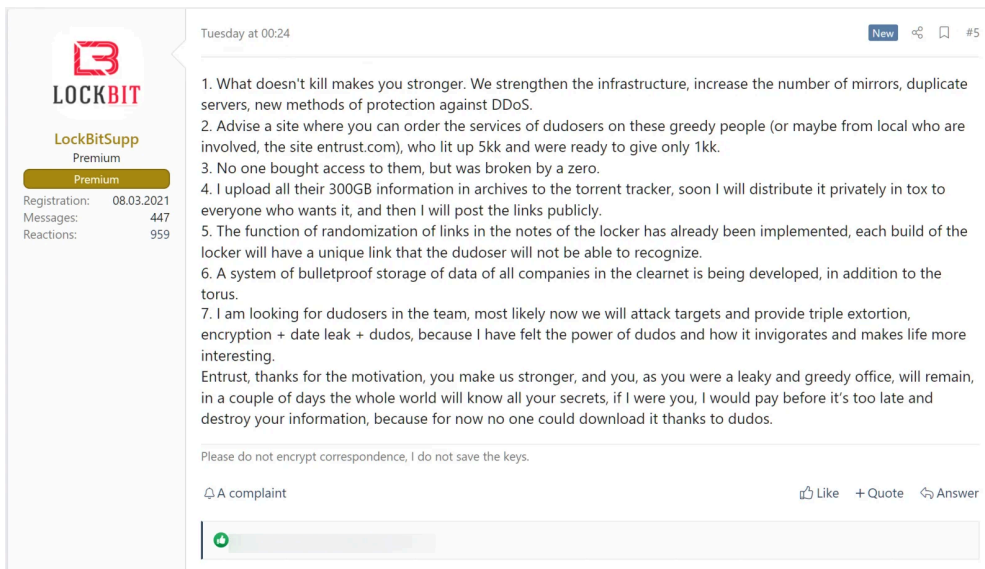 LOCKBIT
LockBitSupp
Premium
Premium
Registration: 08.03.2021
Messages: 447
Reactions: 959
Tuesday at 00:24
New
#5
1. What doesn't kill makes you stronger. We strengthen the infrastructure, increase the number of mirrors, duplicate
servers, new methods of protection against DDoS.
2. Advise a site where you can order the services of dudosers on these greedy people (or maybe from local who are
involved, the site entrust.com), who lit up 5kk and were ready to give only 1kk.
3. No one bought access to them, but was broken by a zero.
4. I upload all their 300GB information in archives to the torrent tracker, soon I will distribute it privately in tox to
everyone who wants it, and then I will post the links publicly.
5. The function of randomization of links in the notes of the locker has already been implemented, each build of the
locker will have a unique link that the dudoser will not be able to recognize.
6. A system of bulletproof storage of data of all companies in the clearnet is being developed, in addition to the
torus.
7. I am looking for dudosers in the team, most likely now we will attack targets and provide triple extortion,
encryption + date leak + dudos, because I have felt the power of dudos and how it invigorates and makes life more
interesting.
Entrust, thanks for the motivation, you make us stronger, and you, as you were a leaky and greedy office, will remain,
in a couple of days the whole world will know all your secrets, if I were you, I would pay before it's too late and
destroy your information, because for now no one could download it thanks to dudos.
Please do not encrypt correspondence, I do not save the keys.
A complaint
Like
+ Quote
Answer